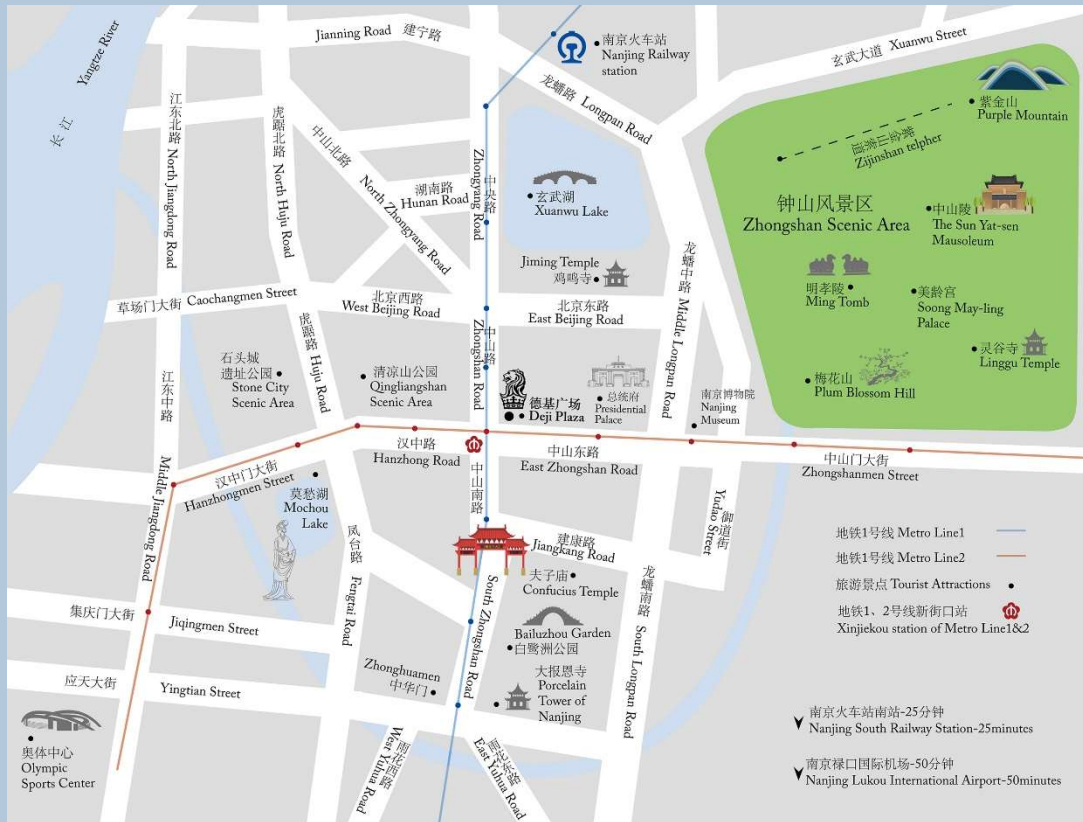 Yangtze River
长江
Jianning Road 建宁路
南京火车站
Nanjing Railway
station
龙蟠路 Longpan Road
玄武大道 Xuanwu Street
紫金山
Purple Mountain
紫金山索道
Zijinshan telpher
江东北路 North Jiangdong Road
虎踞北路 North Huju Road
中山北路
North Zhongyang Road
湖南路
Hunan Road
中央路
Zhongyang Road
玄武湖
Xuanwu Lake
钟山风景区
Zhongshan Scenic Area
中山陵
The Sun Yat-sen
Mausoleum
Jiming Temple
鸡鸣寺
龙蟠中路 Middle Longpan Road
明孝陵
Ming Tomb
美龄宫
Soong May-ling
Palace
灵谷寺
Linggu Temple
梅花山
Plum Blossom Hill
草场门大街 Caochangmen Street
北京西路
West Beijing Road
北京东路
East Beijing Road
虎踞路 Huju Road
中山路
Zhongshan Road
石头城
遗址公园
Stone City
Scenic Area
清凉山公园
Qingliangshan
Scenic Area
德基广场
Deji Plaza
总统府
Presidential
Palace
南京博物院
Nanjing
Museum
江东中路 Middle Jiangdong Road
汉中门大街
Hanzhongmen Street
汉中路
Hanzhong Road
中山东路
East Zhongshan Road
中山门大街
Zhongshanmen Street
莫愁湖
Mochou
Lake
中山南路
South Zhongshan Road
御道街
Yudao Street
建康路
Jiangkang Road
凤台路 Fengtai Road
夫子庙
Confucius Temple
龙蟠南路 South Longpan Road
Bailuzhou Garden
白鹭洲公园
集庆门大街
Jiqingmen Street
Zhonghuamen
中华门
大报恩寺
Porcelain
Tower of
Nanjing
应天大街
Yingtian Street
雨花西路
West Yuhua Road
雨花东路
East Yuhua Road
奥体中心
Olympic
Sports Center
地铁1号线 Metro Line1
地铁1号线 Metro Line2
旅游景点 Tourist Attractions
地铁1、2号线新街口站
Xinjiekou station of Metro Line1&2
南京火车站南站-25分钟
Nanjing South Railway Station-25minutes
南京禄口国际机场-50分钟
Nanjing Lukou International Airport-50minutes